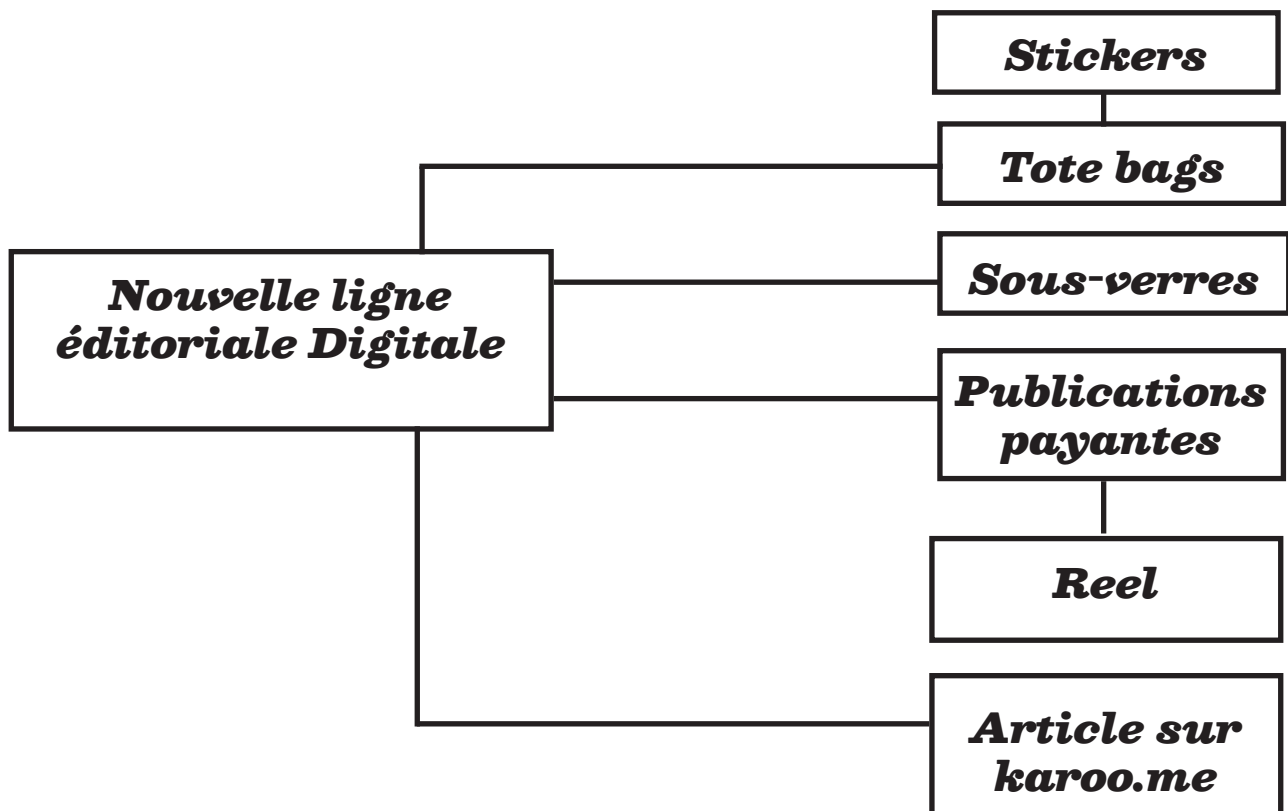 Stickers
Tote bags
Nouvelle ligne
éditoriale Digitale
Sous-verres
Publications
payantes
Reel
Article sur
karoo.me